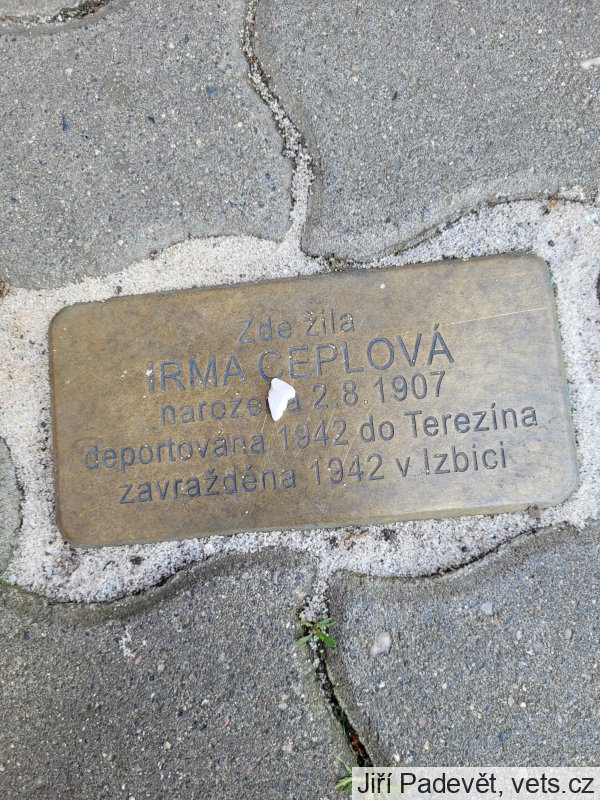 Zde žila
IRMA CEPLOVÁ
narozena 2.8.1907
deportována 1942 do Terezína
zavražděna 1942 v Izbici
Jiří Padevět, vets.cz